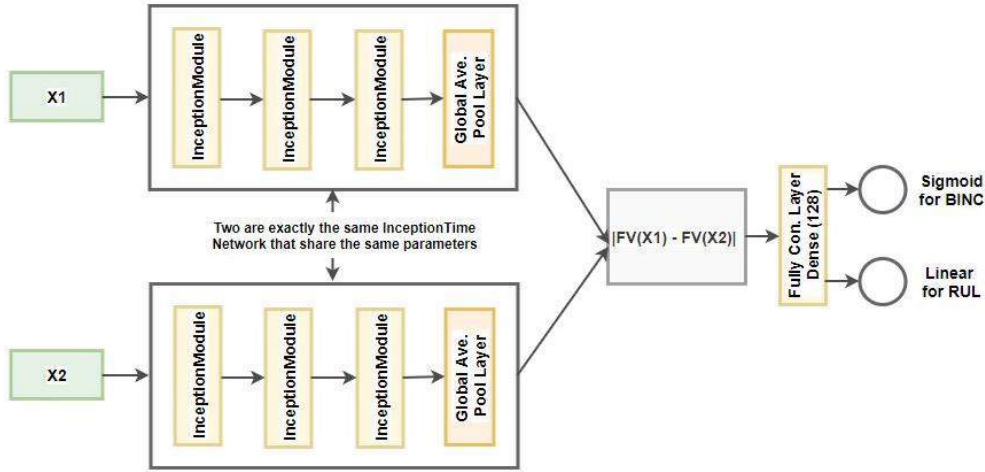 X1
InceptionModule
InceptionModule
InceptionModule
Global Ave.
Pool Layer
Two are exactly the same InceptionTime
Network that share the same parameters
X2
InceptionModule
InceptionModule
InceptionModule
Global Ave.
Pool Layer
|FV(X1) - FV(X2)|
Fully Con. Layer
Dense (128)
Sigmoid
for BINC
Linear
for RUL